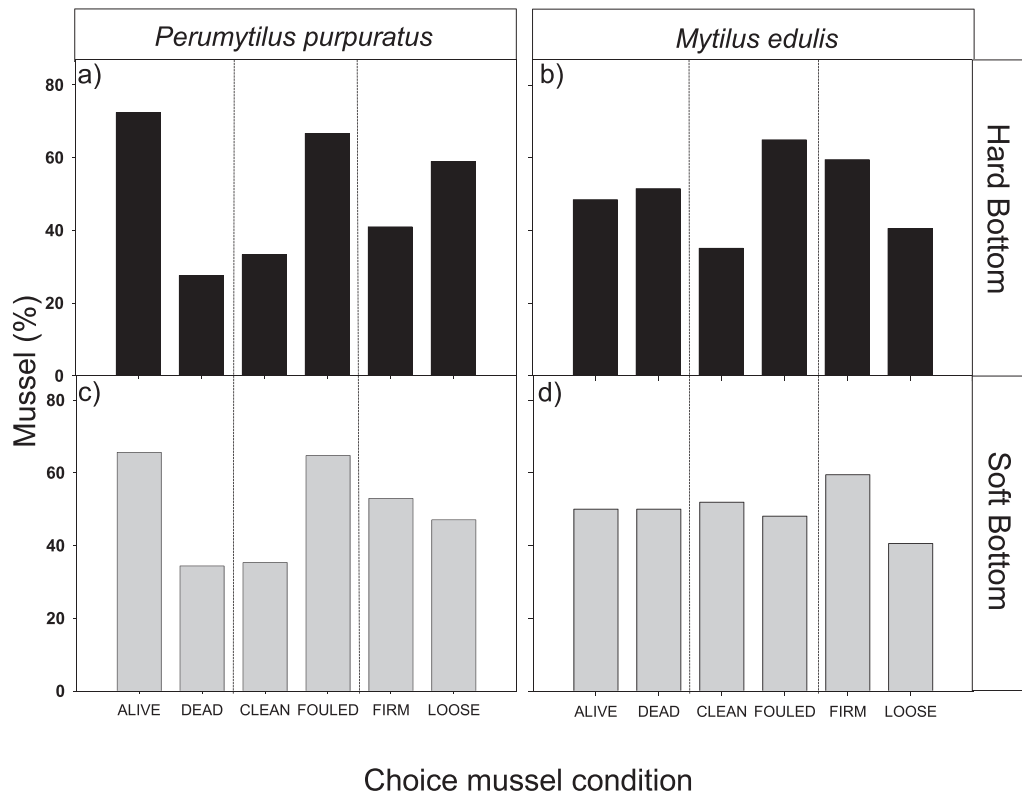 Perumytilus purpuratus
Mytilus edulis
a)
b)
80
60
40
20
0
Hard Bottom
Mussel (%)
c)
d)
80
60
40
20
0
Soft Bottom
ALIVE DEAD CLEAN FOULED FIRM LOOSE
ALIVE DEAD CLEAN FOULED FIRM LOOSE
Choice mussel condition